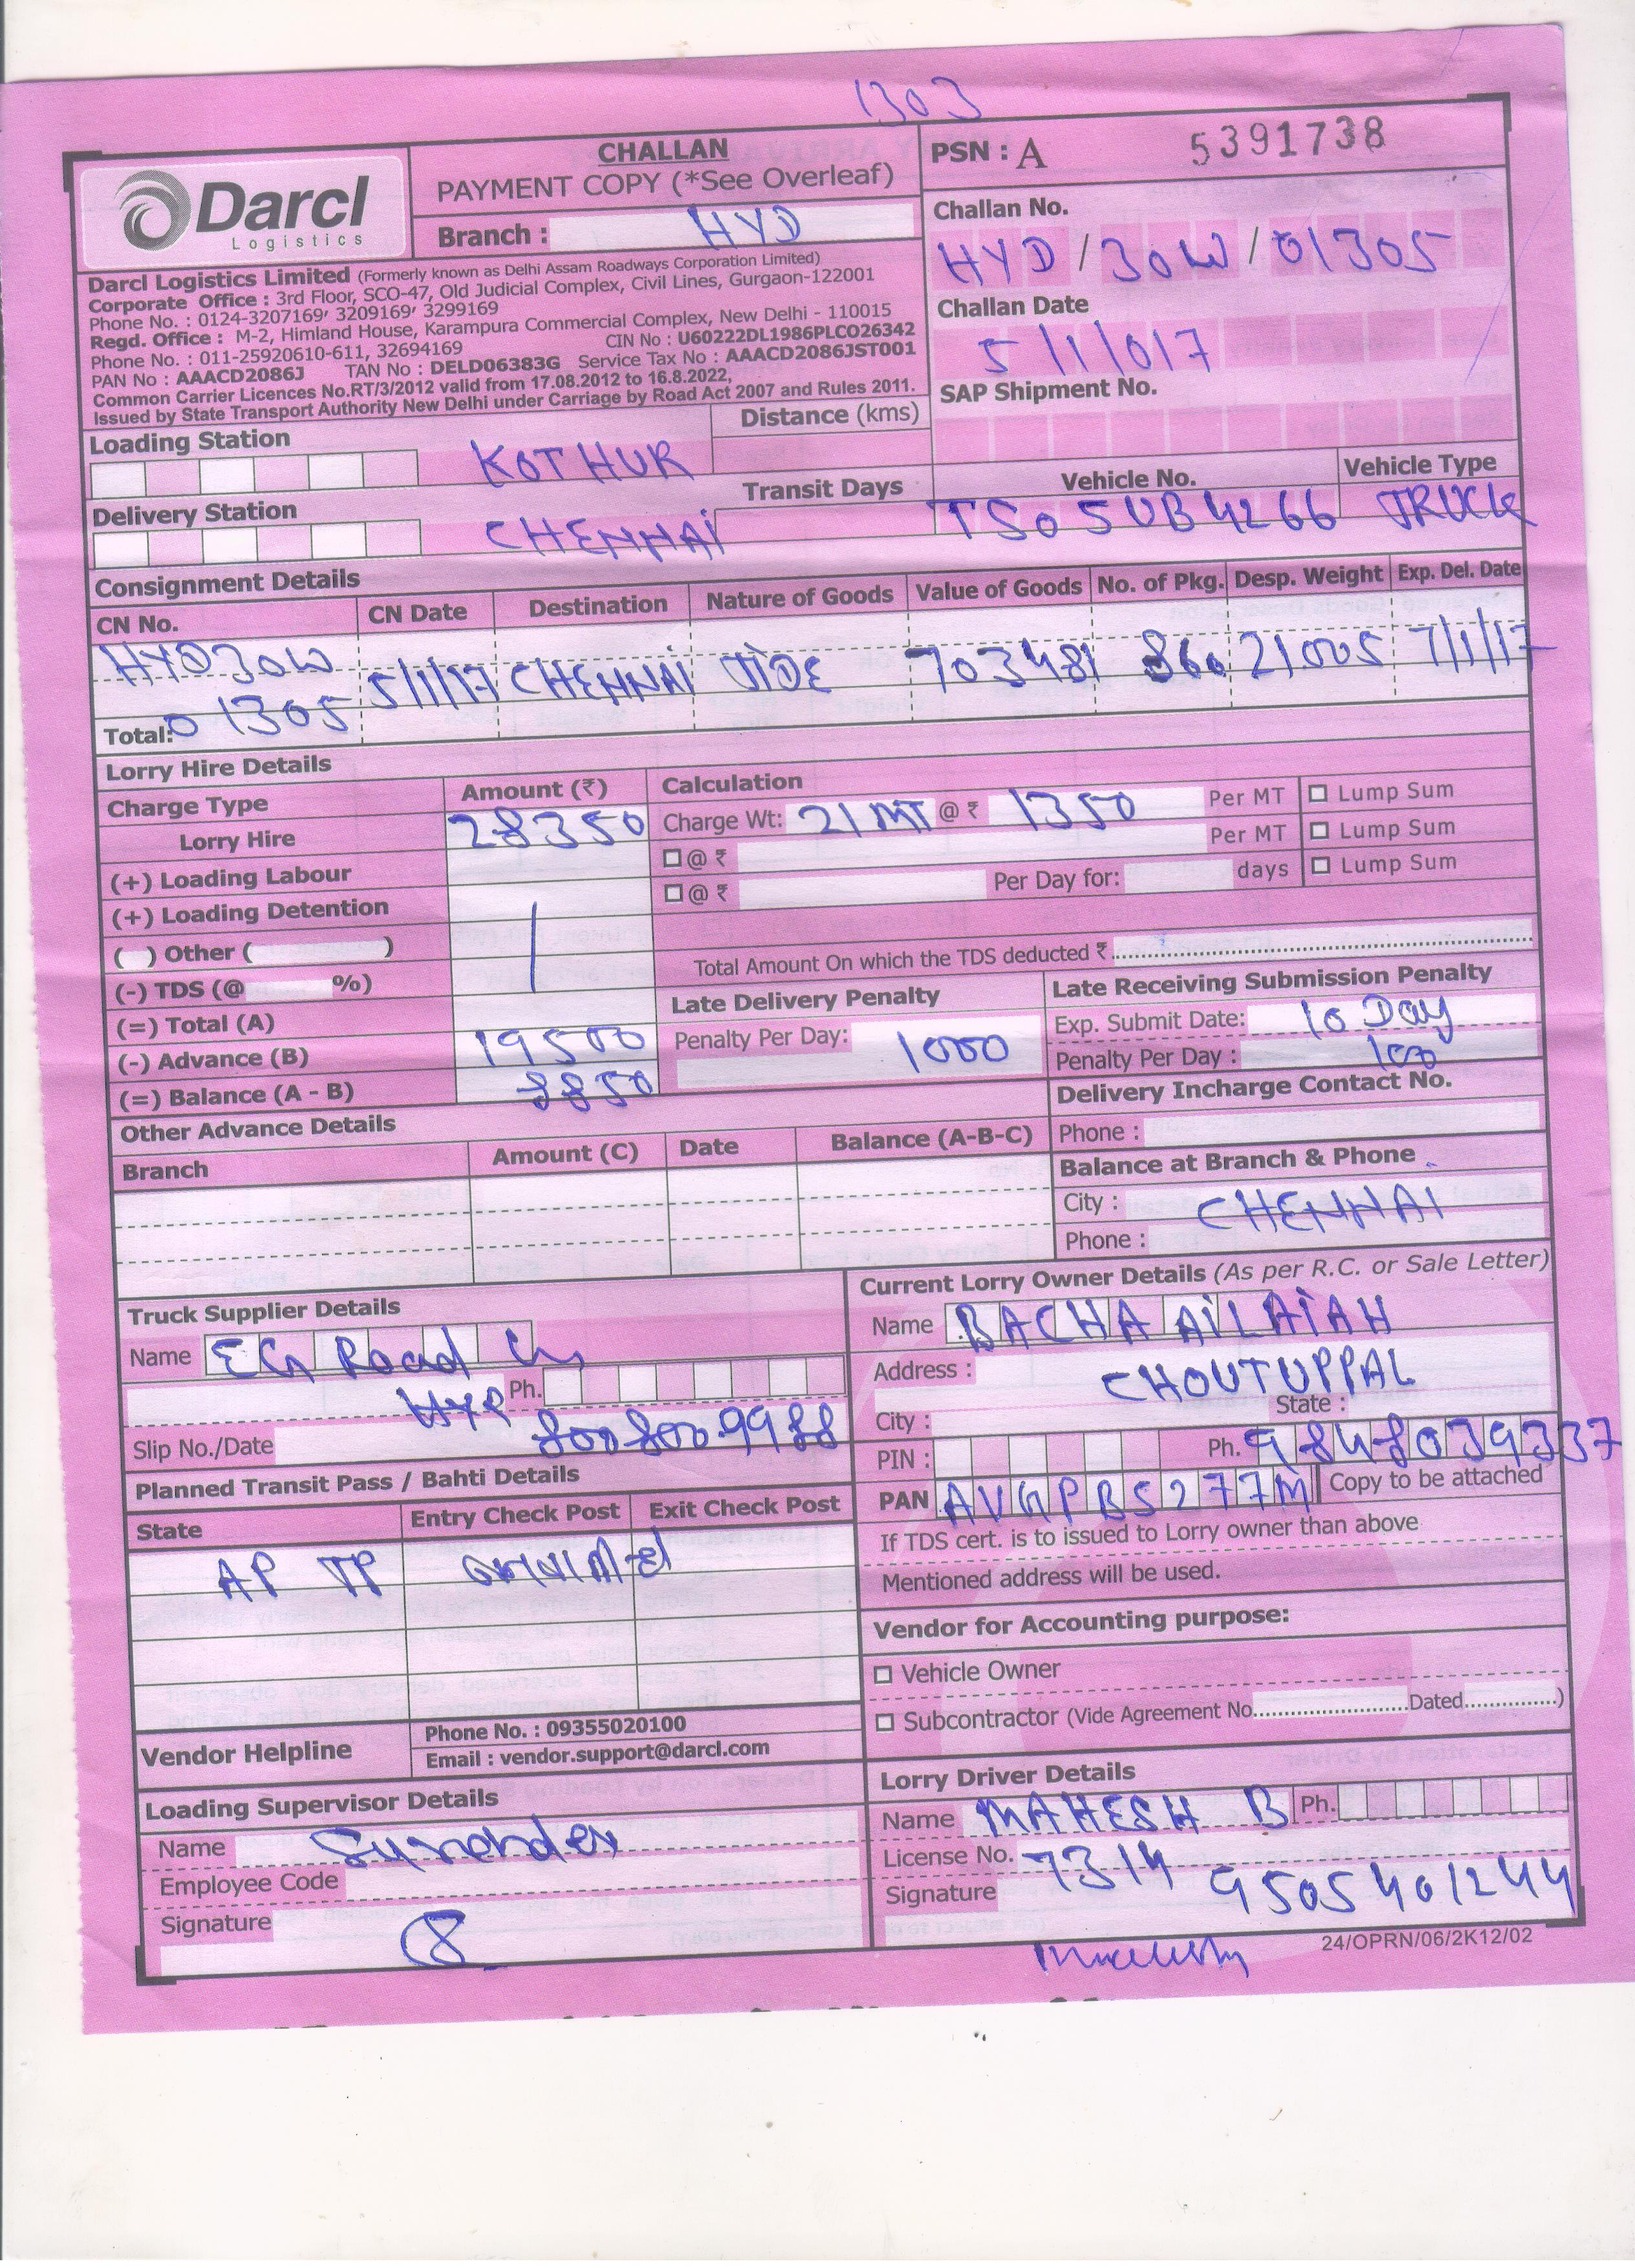 1303
Darcl
Logistics
CHALLAN
PAYMENT COPY (*See Overleaf)
Branch : HYD
PSN : A 5391738
Challan No.
HYD / 30W / 01305
Challan Date
5/1/017
SAP Shipment No.
Darcl Logistics Limited (Formerly known as Delhi Assam Roadways Corporation Limited)
Corporate Office : 3rd Floor, SCO-47, Old Judicial Complex, Civil Lines, Gurgaon-122001
Phone No. : 0124-3207169, 3209169, 3299169
Regd. Office : M-2, Himland House, Karampura Commercial Complex, New Delhi - 110015
Phone No. : 011-25920610-611, 32694169 CIN No : U60222DL1986PLCO26342
PAN No : AAACD2086J TAN No : DELD06383G Service Tax No : AAACD2086JST001
Common Carrier Licences No.RT/3/2012 valid from 17.08.2012 to 16.8.2022,
Issued by State Transport Authority New Delhi under Carriage by Road Act 2007 and Rules 2011.
Loading Station KOTHUR
Distance (kms)
Delivery Station CHENNAI
Transit Days
Vehicle No. TS05UB4266
Vehicle Type TRUCK
Consignment Details
CN No. CN Date Destination Nature of Goods Value of Goods No. of Pkg. Desp. Weight Exp. Del. Date
HYD30W 5/1/17 CHENNAI TIDE 703481 860 21005 7/1/17
01305
Total:
Lorry Hire Details
Charge Type Amount (₹) Calculation
Lorry Hire 28350 Charge Wt: 21 MT @ ₹ 1350 Per MT Lump Sum
(+) Loading Labour @ ₹ Per MT Lump Sum
(+) Loading Detention @ ₹ Per Day for: days Lump Sum
( ) Other ( )
(-) TDS (@ %) Total Amount On which the TDS deducted ₹
(=) Total (A)
(-) Advance (B) 19500
(=) Balance (A - B) 8850
Late Delivery Penalty
Penalty Per Day: 1000
Late Receiving Submission Penalty
Exp. Submit Date: 10 Day
Penalty Per Day : 100
Delivery Incharge Contact No.
Phone :
Other Advance Details
Branch Amount (C) Date Balance (A-B-C)
Balance at Branch & Phone
City : CHENNAI
Phone :
Truck Supplier Details
Name EG Road
Ph.
8008009988
Slip No./Date
Current Lorry Owner Details (As per R.C. or Sale Letter)
Name BACHA AILAIAH
Address : CHOUTUPPAL
City : State :
PIN : Ph. 9848039337
PAN AVGPB5277M Copy to be attached
If TDS cert. is to issued to Lorry owner than above
Mentioned address will be used.
Planned Transit Pass / Bahti Details
State Entry Check Post Exit Check Post
AP TP
Vendor for Accounting purpose:
Vehicle Owner
Subcontractor (Vide Agreement No. Dated )
Vendor Helpline
Phone No. : 09355020100
Email : vendor.support@darcl.com
Loading Supervisor Details
Name Surender
Employee Code
Signature
Lorry Driver Details
Name MAHESH B Ph.
License No. 7314
Signature 9505401244
24/OPRN/06/2K12/02